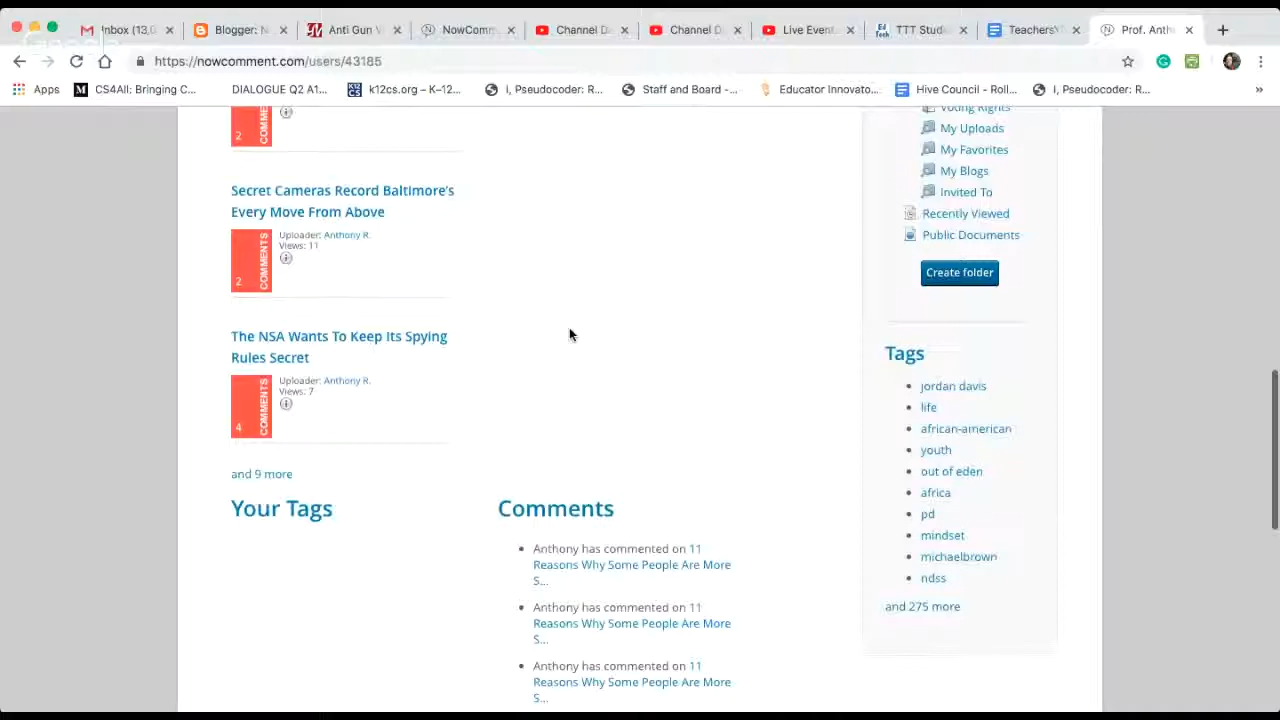 Inbox (13,0
Blogger: N
Anti Gun V
NowComm
Channel D
Channel D
Live Event
TTT Stude
Teachers'
Prof. Anth
https://nowcomment.com/users/43185
Apps
CS4All: Bringing C...
DIALOGUE Q2 A1...
k12cs.org – K–12...
i, Pseudocoder: R...
Staff and Board -...
Educator Innovato...
Hive Council - Roll...
i, Pseudocoder: R...
»
2
COMME
Secret Cameras Record Baltimore's
Every Move From Above
Uploader: Anthony R.
Views: 11
2
COMMENTS
The NSA Wants To Keep Its Spying
Rules Secret
Uploader: Anthony R.
Views: 7
4
COMMENTS
and 9 more
Your Tags
Comments
Anthony has commented on 11
Reasons Why Some People Are More
S...
Anthony has commented on 11
Reasons Why Some People Are More
S...
Anthony has commented on 11
Reasons Why Some People Are More
S...
Voting Rights
My Uploads
My Favorites
My Blogs
Invited To
Recently Viewed
Public Documents
Create folder
Tags
jordan davis
life
african-american
youth
out of eden
africa
pd
mindset
michaelbrown
ndss
and 275 more